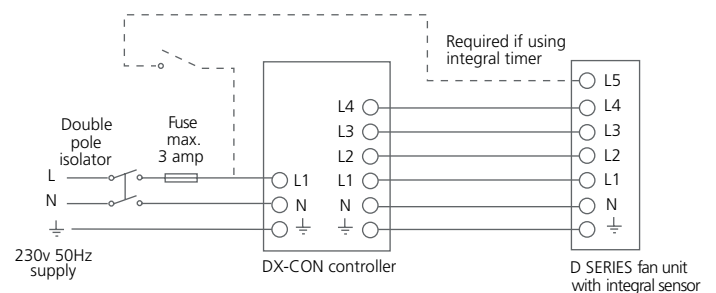 Required if using
integral timer
L5
L4
L4
Double
pole
isolator
Fuse
max.
3 amp
L3
L3
L2
L2
L
L1
L1
L1
N
N
N
N
230v 50Hz
supply
DX-CON controller
D SERIES fan unit
with integral sensor